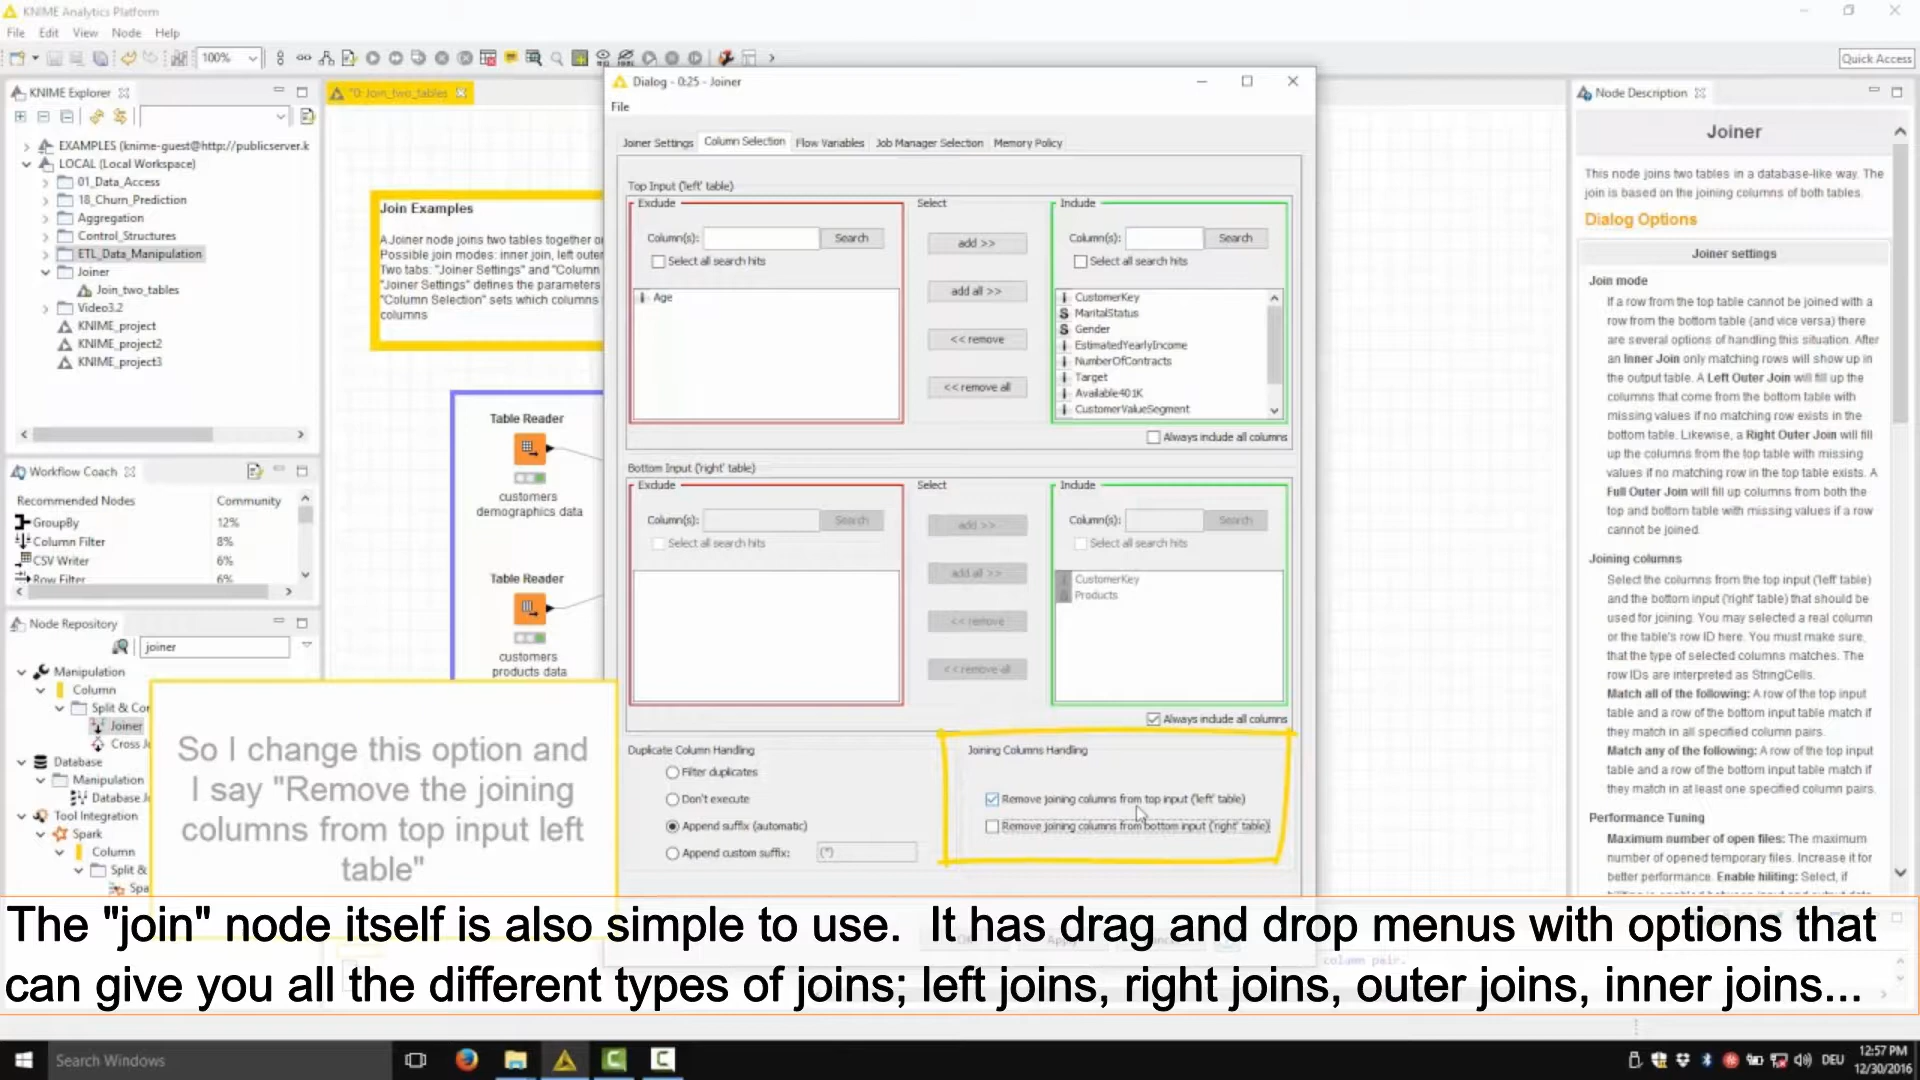 KNIME Analytics Platform
File Edit View Node Help
100%
Quick Access
KNIME Explorer
EXAMPLES (knime-guest@http://publicserver.k
LOCAL (Local Workspace)
01_Data_Access
18_Churn_Prediction
Aggregation
Control_Structures
ETL_Data_Manipulation
Joiner
Join_two_tables
Video3.2
KNIME_project
KNIME_project2
KNIME_project3
Workflow Coach
Recommended Nodes Community
GroupBy 12%
Column Filter 8%
CSV Writer 6%
Row Filter 6%
Node Repository
joiner
Manipulation
Column
Split & Co
Joiner
Cross J
Database
Manipulation
Database J
Tool Integration
Spark
Column
Split &
Spa
*0: Join_two_tables
Join Examples
A Joiner node joins two tables together o
Possible join modes: inner join, left outer
Two tabs: "Joiner Settings" and "Column
"Joiner Settings" defines the parameters
"Column Selection" sets which columns
columns
Table Reader
customers
demographics data
Table Reader
customers
products data
Dialog - 0:25 - Joiner
File
Joiner Settings Column Selection Flow Variables Job Manager Selection Memory Policy
Top Input ('left' table)
Exclude Select Include
Column(s): Search add >> Column(s): Search
Select all search hits Select all search hits
add all >>
Age
CustomerKey
MaritalStatus
Gender
<< remove
EstimatedYearlyIncome
NumberOfContracts
Target
<< remove all
Available401K
CustomerValueSegment
Always include all columns
Bottom Input ('right' table)
Exclude Select Include
Column(s): Search add >> Column(s): Search
Select all search hits Select all search hits
add all >>
CustomerKey
Products
<< remove
<< remove all
Always include all columns
Duplicate Column Handling
Filter duplicates
Don't execute
Append suffix (automatic)
Append custom suffix: (*)
Joining Columns Handling
Remove joining columns from top input ('left' table)
Remove joining columns from bottom input ('right' table)
Node Description
Joiner
This node joins two tables in a database-like way. The
join is based on the joining columns of both tables.
Dialog Options
Joiner settings
Join mode
If a row from the top table cannot be joined with a
row from the bottom table (and vice versa) there
are several options of handling this situation. After
an Inner Join only matching rows will show up in
the output table. A Left Outer Join will fill up the
columns that come from the bottom table with
missing values if no matching row exists in the
bottom table. Likewise, a Right Outer Join will fill
up the columns from the top table with missing
values if no matching row in the top table exists. A
Full Outer Join will fill up columns from both the
top and bottom table with missing values if a row
cannot be joined.
Joining columns
Select the columns from the top input ('left' table)
and the bottom input ('right' table) that should be
used for joining. You may selected a real column
or the table's row ID here. You must make sure,
that the type of selected columns matches. The
row IDs are interpreted as StringCells.
Match all of the following: A row of the top input
table and a row of the bottom input table match if
they match in all specified column pairs.
Match any of the following: A row of the top input
table and a row of the bottom input table match if
they match in at least one specified column pairs.
Performance Tuning
Maximum number of open files: The maximum
number of opened temporary files. Increase it for
better performance. Enable hiliting: Select, if
So I change this option and
I say "Remove the joining
columns from top input left
table"
The "join" node itself is also simple to use. It has drag and drop menus with options that
can give you all the different types of joins; left joins, right joins, outer joins, inner joins...
column pair.
Search Windows
DEU
12:57 PM
12/30/2016